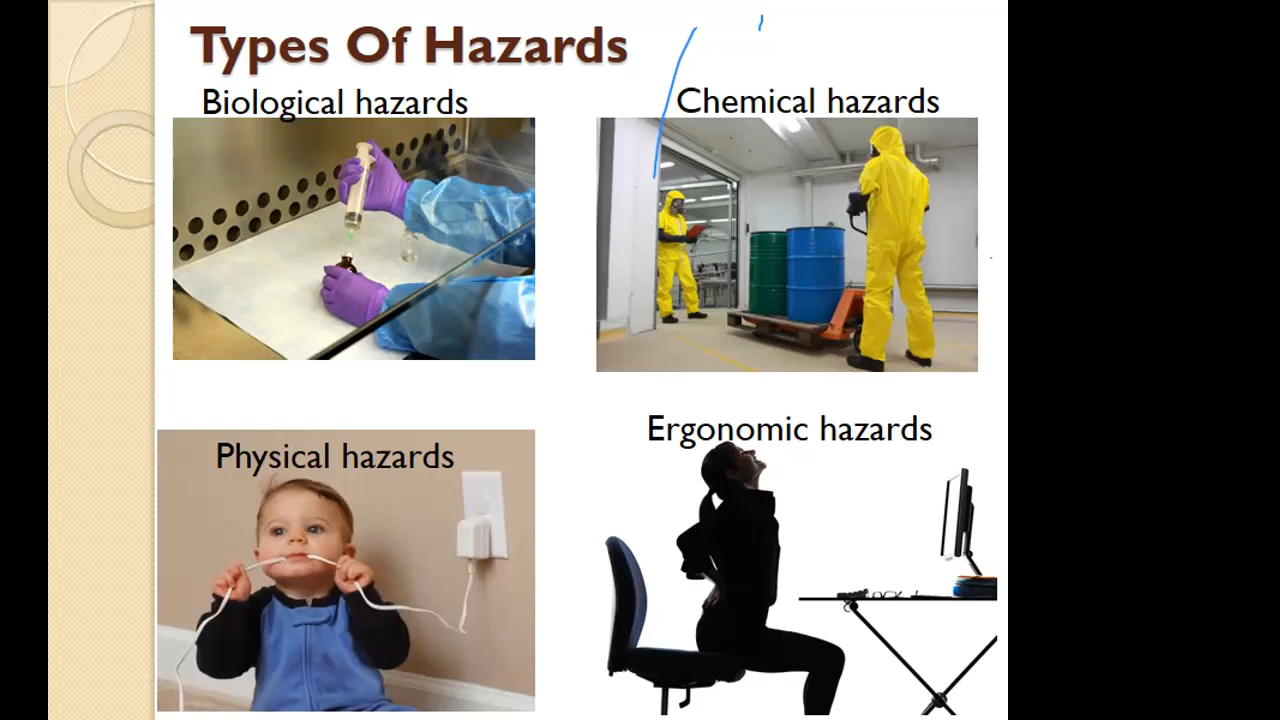 Types Of Hazards
Biological hazards
Chemical hazards
Physical hazards
Ergonomic hazards